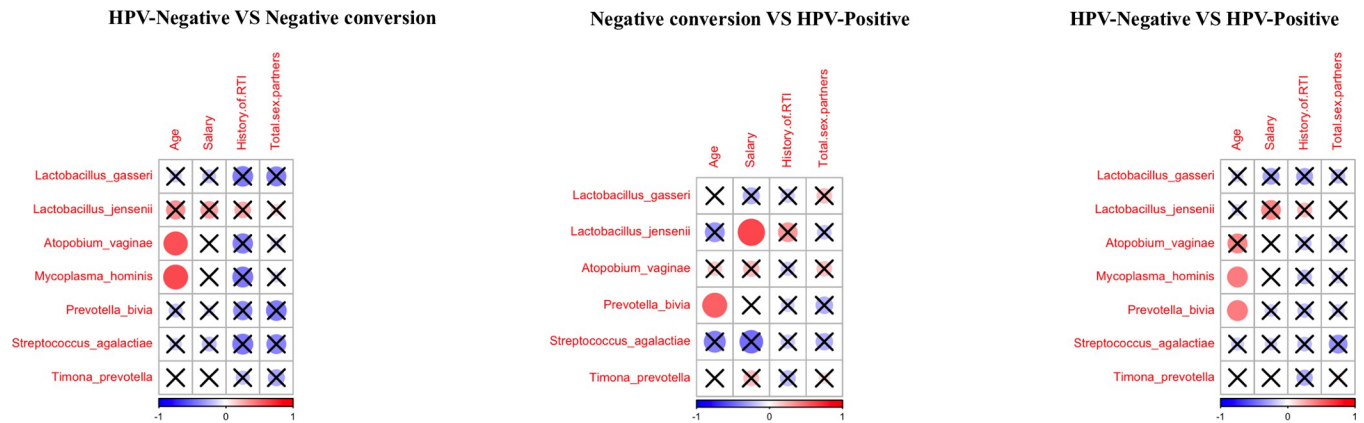 HPV-Negative VS Negative conversion
Age
Salary
History.of.RTI
Total.sex.partners
Lactobacillus_gasseri
Lactobacillus_jensenii
Atopobium_vaginae
Mycoplasma_hominis
Prevotella_bivia
Streptococcus_agalactiae
Timona_prevotella
-1 0 1
Negative conversion VS HPV-Positive
Age
Salary
History.of.RTI
Total.sex.partners
Lactobacillus_gasseri
Lactobacillus_jensenii
Atopobium_vaginae
Prevotella_bivia
Streptococcus_agalactiae
Timona_prevotella
-1 0 1
HPV-Negative VS HPV-Positive
Age
Salary
History.of.RTI
Total.sex.partners
Lactobacillus_gasseri
Lactobacillus_jensenii
Atopobium_vaginae
Mycoplasma_hominis
Prevotella_bivia
Streptococcus_agalactiae
Timona_prevotella
-1 0 1